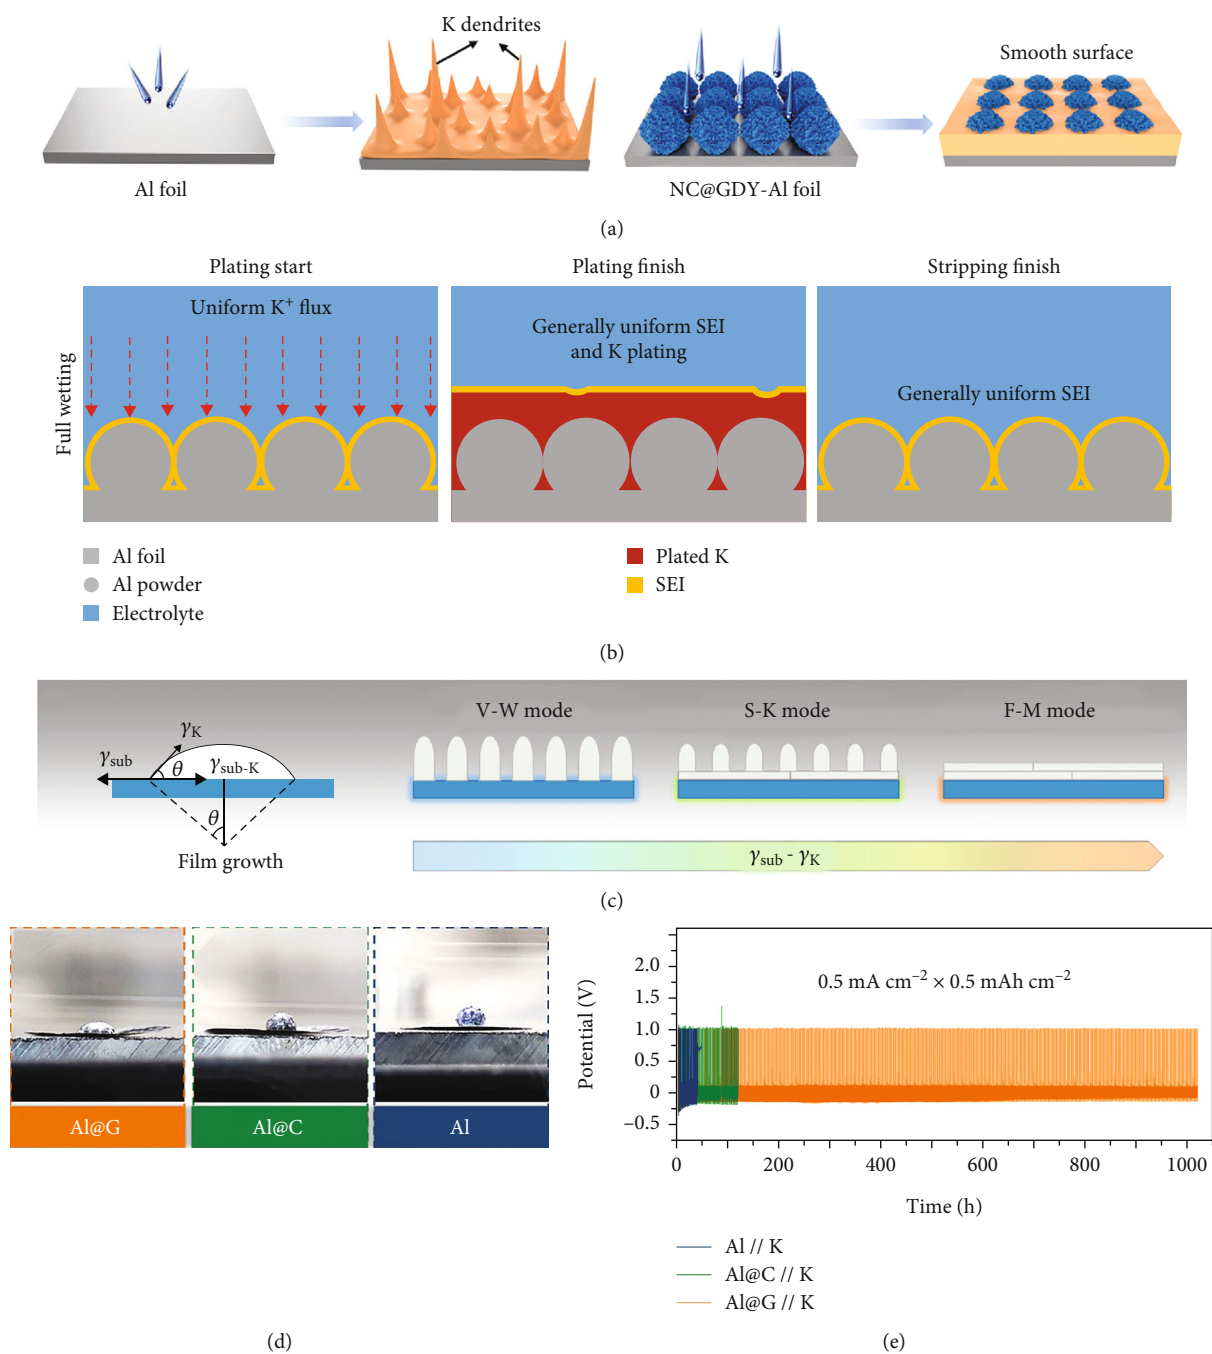 K dendrites
Smooth surface
Al foil
NC@GDY-Al foil
(a)
Plating start
Plating finish
Stripping finish
Full wetting
Uniform K⁺ flux
Generally uniform SEI
and K plating
Generally uniform SEI
Al foil
Al powder
Electrolyte
Plated K
SEI
(b)
γsub
γK
θ
γsub-K
θ
Film growth
V-W mode
S-K mode
F-M mode
γsub - γK
(c)
Al@G
Al@C
Al
(d)
Potential (V)
2.0
1.5
1.0
0.5
0
−0.5
0.5 mA cm⁻² × 0.5 mAh cm⁻²
0
200
400
600
800
1000
Time (h)
Al // K
Al@C // K
Al@G // K
(e)